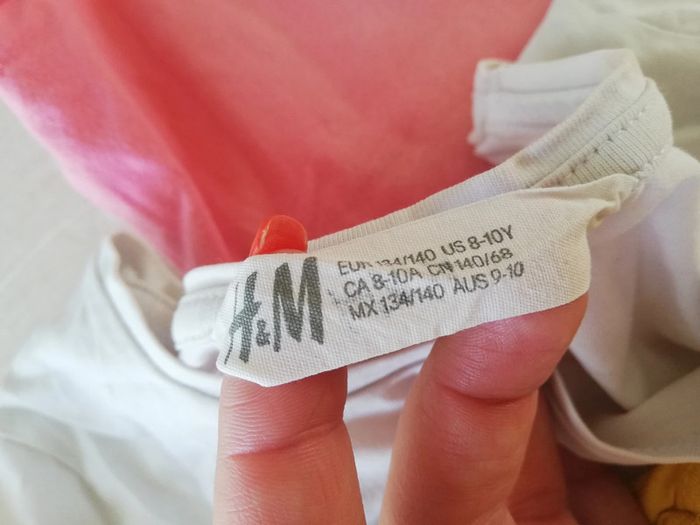 H&M
EUR 134/140 US 8-10Y
CA 8-10A CN 140/68
MX 134/140 AUS 9-10